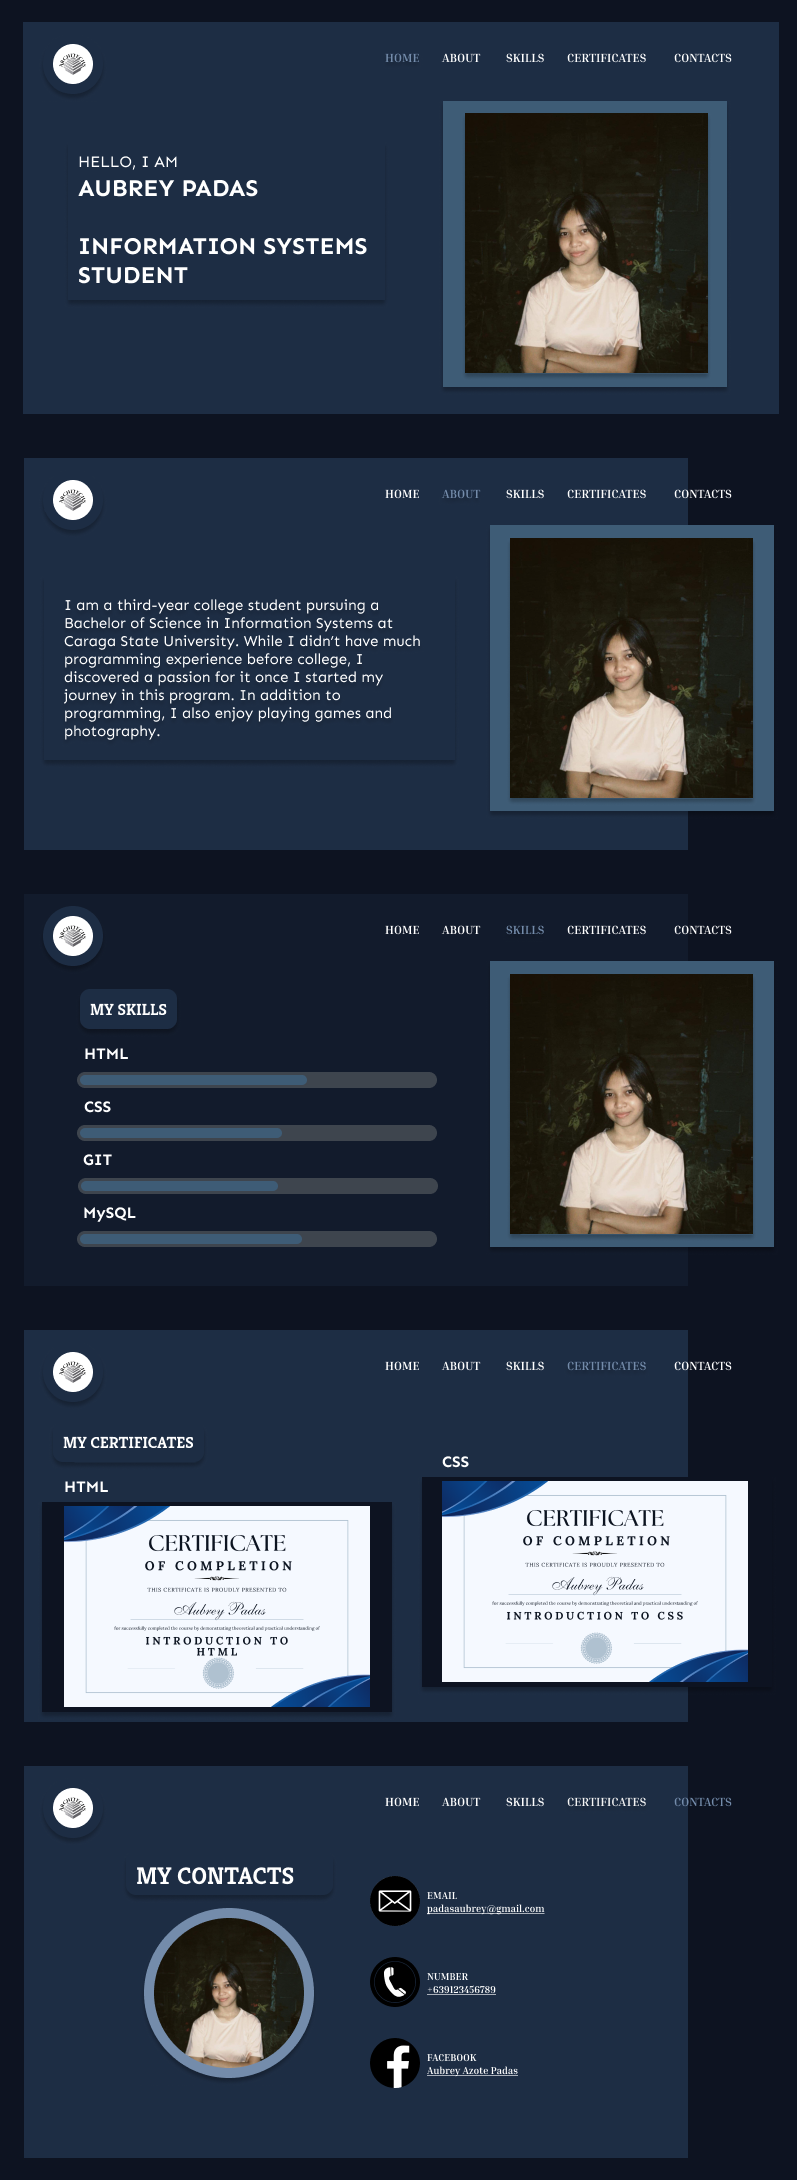 ARCHITECTS
HOME ABOUT SKILLS CERTIFICATES CONTACTS
HELLO, I AM
AUBREY PADAS
INFORMATION SYSTEMS
STUDENT
ARCHITECTS
HOME ABOUT SKILLS CERTIFICATES CONTACTS
I am a third-year college student pursuing a
Bachelor of Science in Information Systems at
Caraga State University. While I didn’t have much
programming experience before college, I
discovered a passion for it once I started my
journey in this program. In addition to
programming, I also enjoy playing games and
photography.
ARCHITECTS
HOME ABOUT SKILLS CERTIFICATES CONTACTS
MY SKILLS
HTML
CSS
GIT
MySQL
ARCHITECTS
HOME ABOUT SKILLS CERTIFICATES CONTACTS
MY CERTIFICATES
HTML
CERTIFICATE
OF COMPLETION
THIS CERTIFICATE IS PROUDLY PRESENTED TO
Aubrey Padas
for successfully completed the course by demonstrating theoretical and practical understanding of
INTRODUCTION TO
HTML
CSS
CERTIFICATE
OF COMPLETION
THIS CERTIFICATE IS PROUDLY PRESENTED TO
Aubrey Padas
for successfully completed the course by demonstrating theoretical and practical understanding of
INTRODUCTION TO CSS
ARCHITECTS
HOME ABOUT SKILLS CERTIFICATES CONTACTS
MY CONTACTS
EMAIL
padasaubrey@gmail.com
NUMBER
+639123456789
FACEBOOK
Aubrey Azote Padas